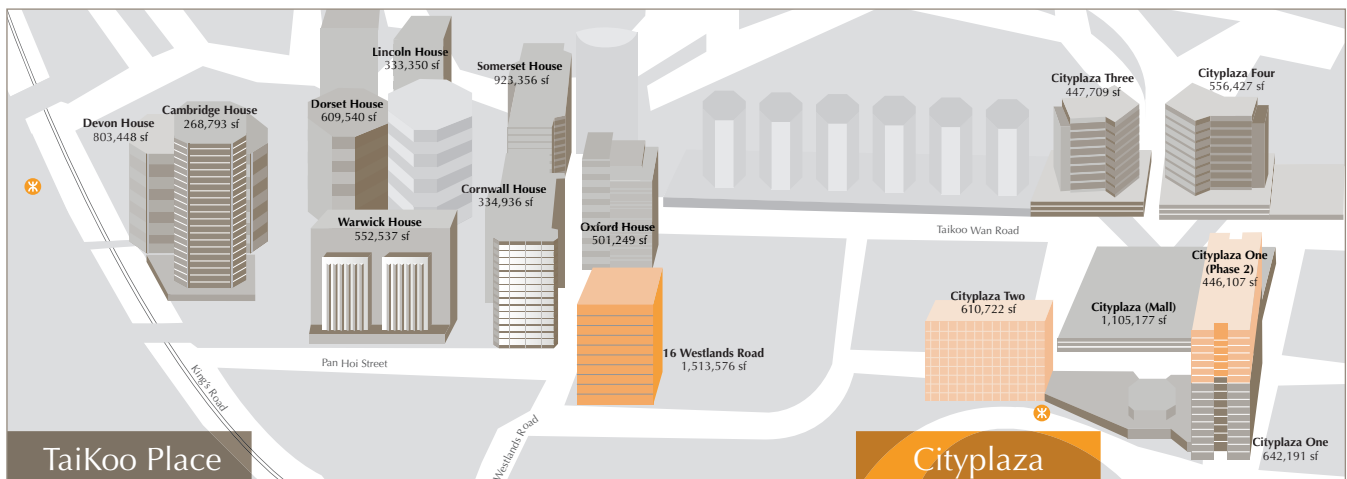 Lincoln House
333,350 sf
Somerset House
923,356 sf
Cityplaza Three
447,709 sf
Cityplaza Four
556,427 sf
Devon House
803,448 sf
Cambridge House
268,793 sf
Dorset House
609,540 sf
Cornwall House
334,936 sf
Warwick House
552,537 sf
Oxford House
501,249 sf
Taikoo Wan Road
Cityplaza One
(Phase 2)
446,107 sf
Cityplaza Two
610,722 sf
Cityplaza (Mall)
1,105,177 sf
16 Westlands Road
1,513,576 sf
Pan Hoi Street
King's Road
Westlands Road
Cityplaza One
642,191 sf
TaiKoo Place
Cityplaza